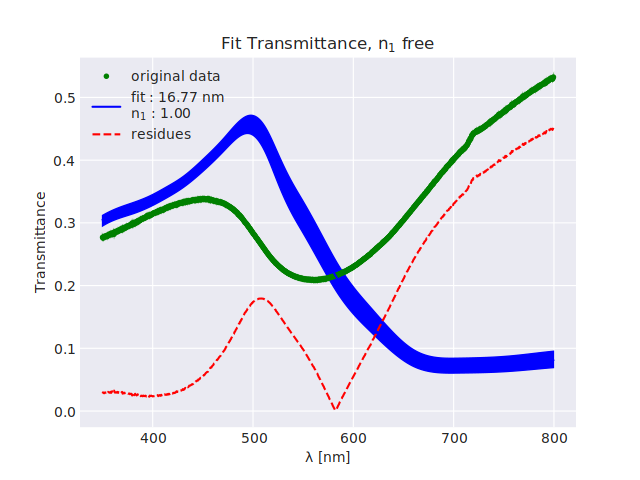 Fit Transmittance, n₁ free
original data
fit : 16.77 nm
n₁ : 1.00
residues
Transmittance
0.5
0.4
0.3
0.2
0.1
0.0
400 500 600 700 800
λ [nm]